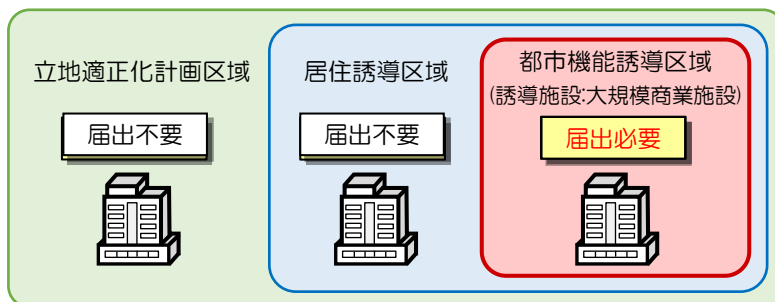 立地適正化計画区域
届出不要
居住誘導区域
届出不要
都市機能誘導区域
(誘導施設:大規模商業施設)
届出必要